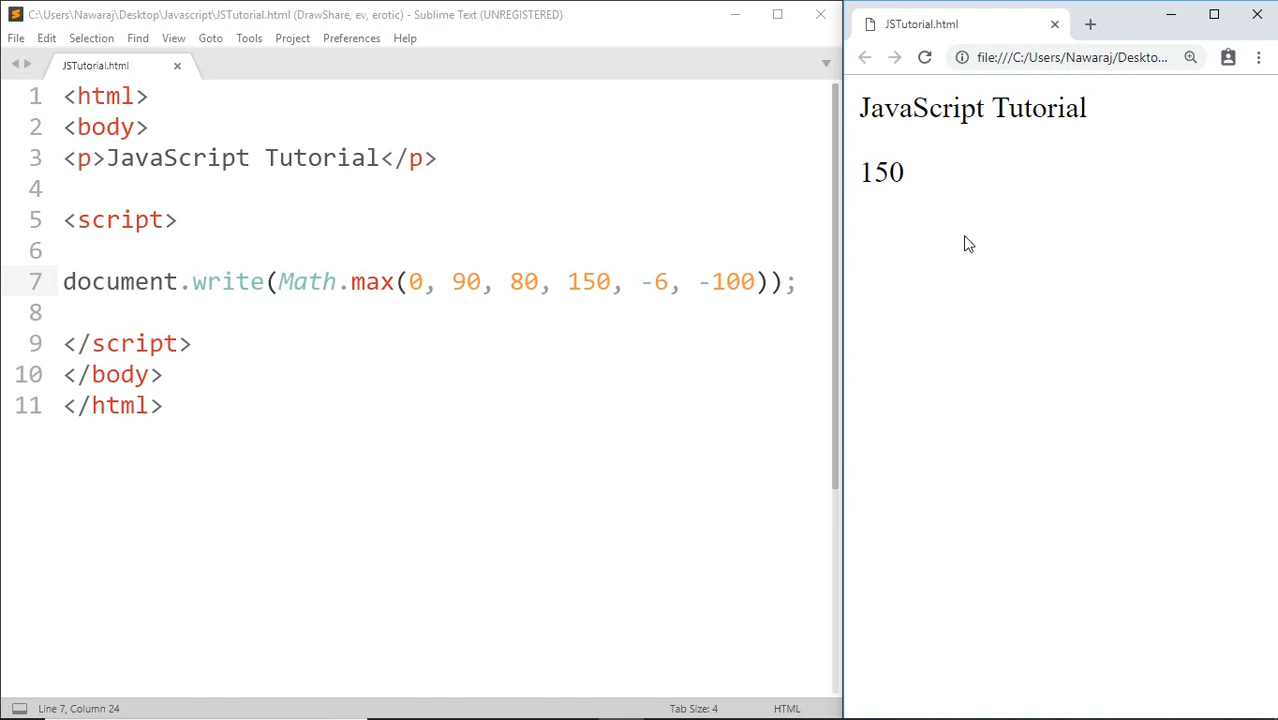 C:\Users\Nawaraj\Desktop\Javascript\JSTutorial.html (DrawShare, ev, erotic) - Sublime Text (UNREGISTERED)
File Edit Selection Find View Goto Tools Project Preferences Help
JSTutorial.html
1 <html>
2 <body>
3 <p>JavaScript Tutorial</p>
4
5 <script>
6
7 document.write(Math.max(0, 90, 80, 150, -6, -100));
8
9 </script>
10 </body>
11 </html>
Line 7, Column 24 Tab Size: 4 HTML
JSTutorial.html
file:///C:/Users/Nawaraj/Deskto...
JavaScript Tutorial
150